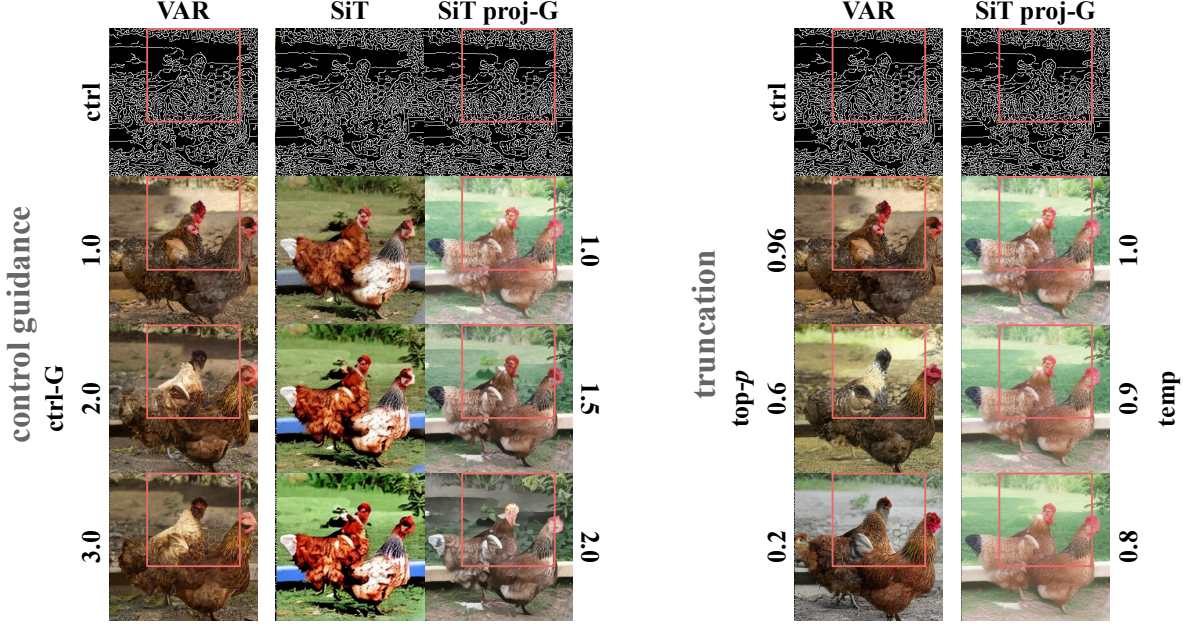 VAR SiT SiT proj-G
ctrl
control guidance
ctrl-G
1.0
2.0
3.0
1.0
1.5
2.0
VAR SiT proj-G
ctrl
truncation
top-p
0.96
0.6
0.2
1.0
0.9
0.8
temp